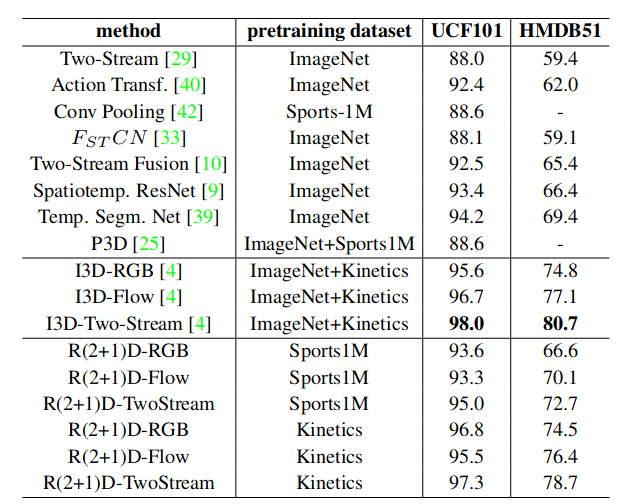 method pretraining dataset UCF101 HMDB51
Two-Stream [29] ImageNet 88.0 59.4
Action Transf. [40] ImageNet 92.4 62.0
Conv Pooling [42] Sports-1M 88.6 -
F_{ST}CN [33] ImageNet 88.1 59.1
Two-Stream Fusion [10] ImageNet 92.5 65.4
Spatiotemp. ResNet [9] ImageNet 93.4 66.4
Temp. Segm. Net [39] ImageNet 94.2 69.4
P3D [25] ImageNet+Sports1M 88.6 -
I3D-RGB [4] ImageNet+Kinetics 95.6 74.8
I3D-Flow [4] ImageNet+Kinetics 96.7 77.1
I3D-Two-Stream [4] ImageNet+Kinetics 98.0 80.7
R(2+1)D-RGB Sports1M 93.6 66.6
R(2+1)D-Flow Sports1M 93.3 70.1
R(2+1)D-TwoStream Sports1M 95.0 72.7
R(2+1)D-RGB Kinetics 96.8 74.5
R(2+1)D-Flow Kinetics 95.5 76.4
R(2+1)D-TwoStream Kinetics 97.3 78.7